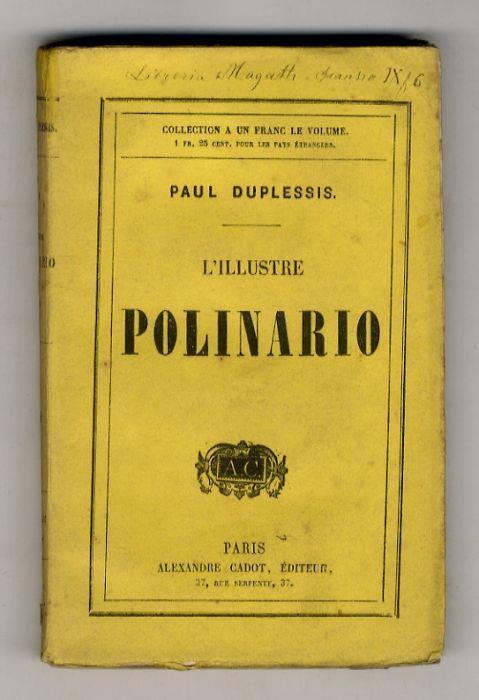 Libreria
COLLECTION A UN FRANC LE VOLUME.
1 FR. 25 CENT. POUR LES PAYS ÉTRANGERS.
PAUL DUPLESSIS.
L'ILLUSTRE
POLINARIO
A.C.
PARIS
ALEXANDRE CADOT, ÉDITEUR,
37, RUE SERPENTE, 37.